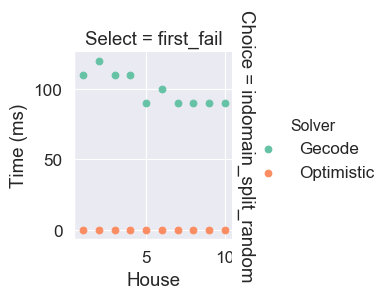 Select = first_fail
Choice = indomain_split_random
Time (ms)
100
50
0
5
10
House
Solver
Gecode
Optimistic